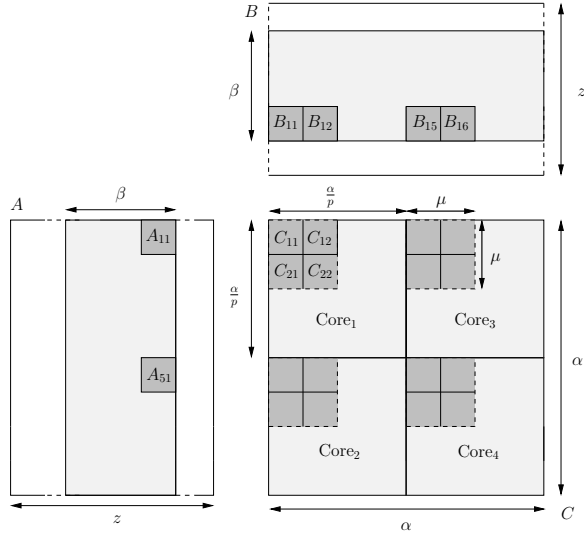 B
β
z
B₁₁ B₁₂ B₁₅ B₁₆
β
A
α/p
μ
A₁₁
C₁₁ C₁₂
C₂₁ C₂₂
μ
α/p
Core₁ Core₃
α
A₅₁
Core₂ Core₄
z
α
C